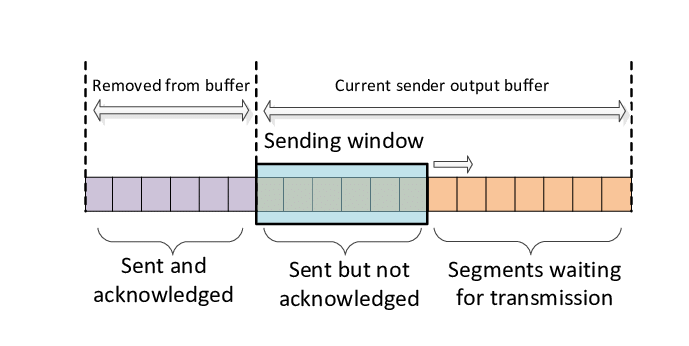 Removed from buffer
Current sender output buffer
Sending window
Sent and
acknowledged
Sent but not
acknowledged
Segments waiting
for transmission